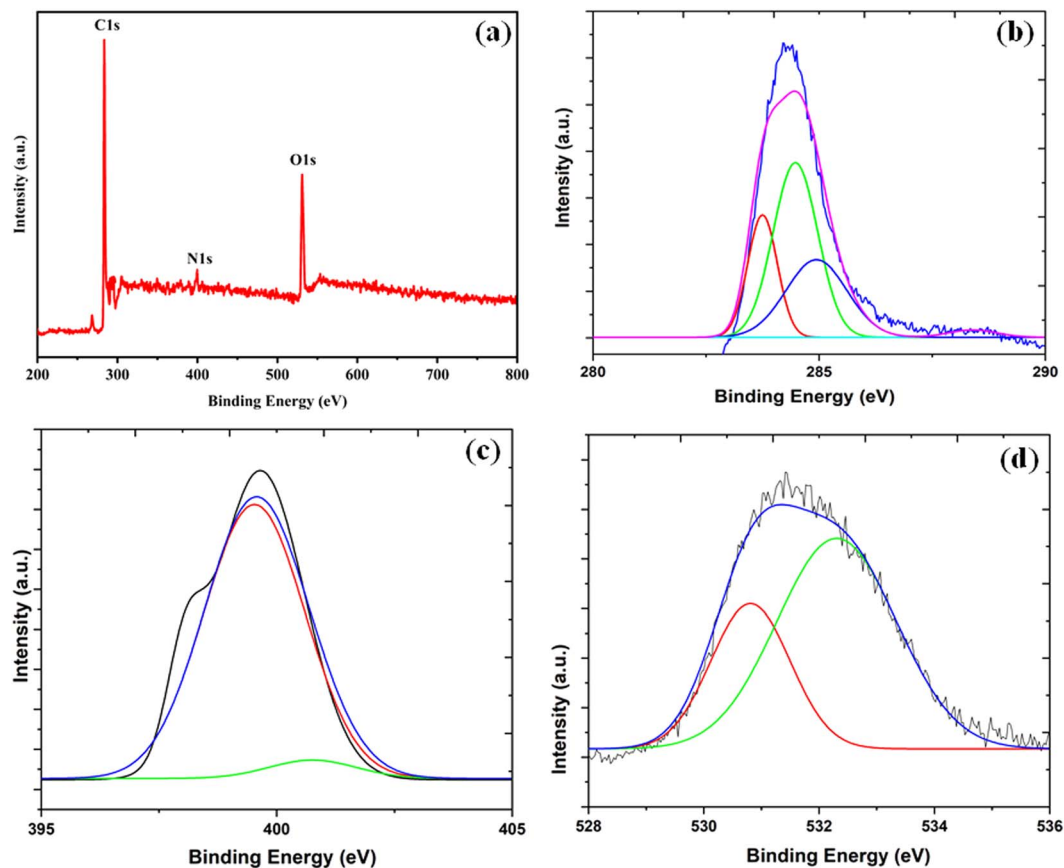 (a)
C1s
N1s
O1s
Intensity (a.u.)
200 300 400 500 600 700 800
Binding Energy (eV)
(b)
Intensity (a.u.)
280 285 290
Binding Energy (eV)
(c)
Intensity (a.u.)
395 400 405
Binding Energy (eV)
(d)
Intensity (a.u.)
528 530 532 534 536
Binding Energy (eV)